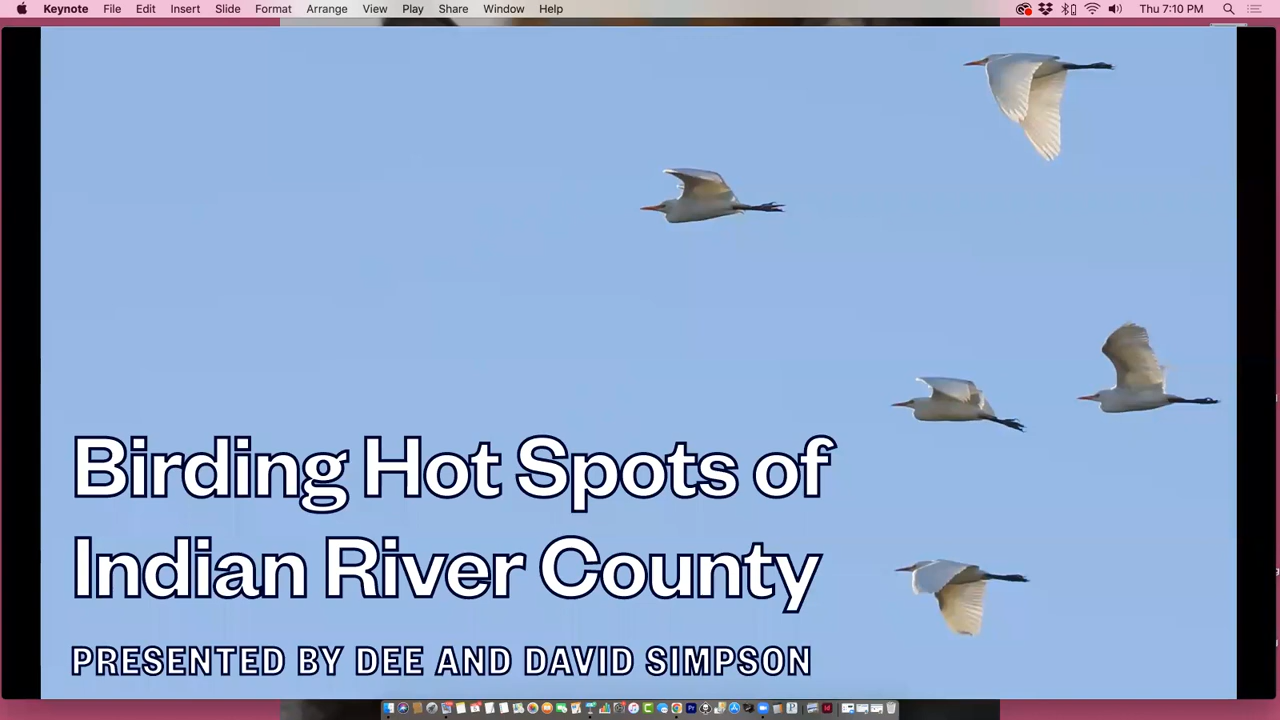 Keynote File Edit Insert Slide Format Arrange View Play Share Window Help Thu 7:10 PM
Birding Hot Spots of
Indian River County
PRESENTED BY DEE AND DAVID SIMPSON